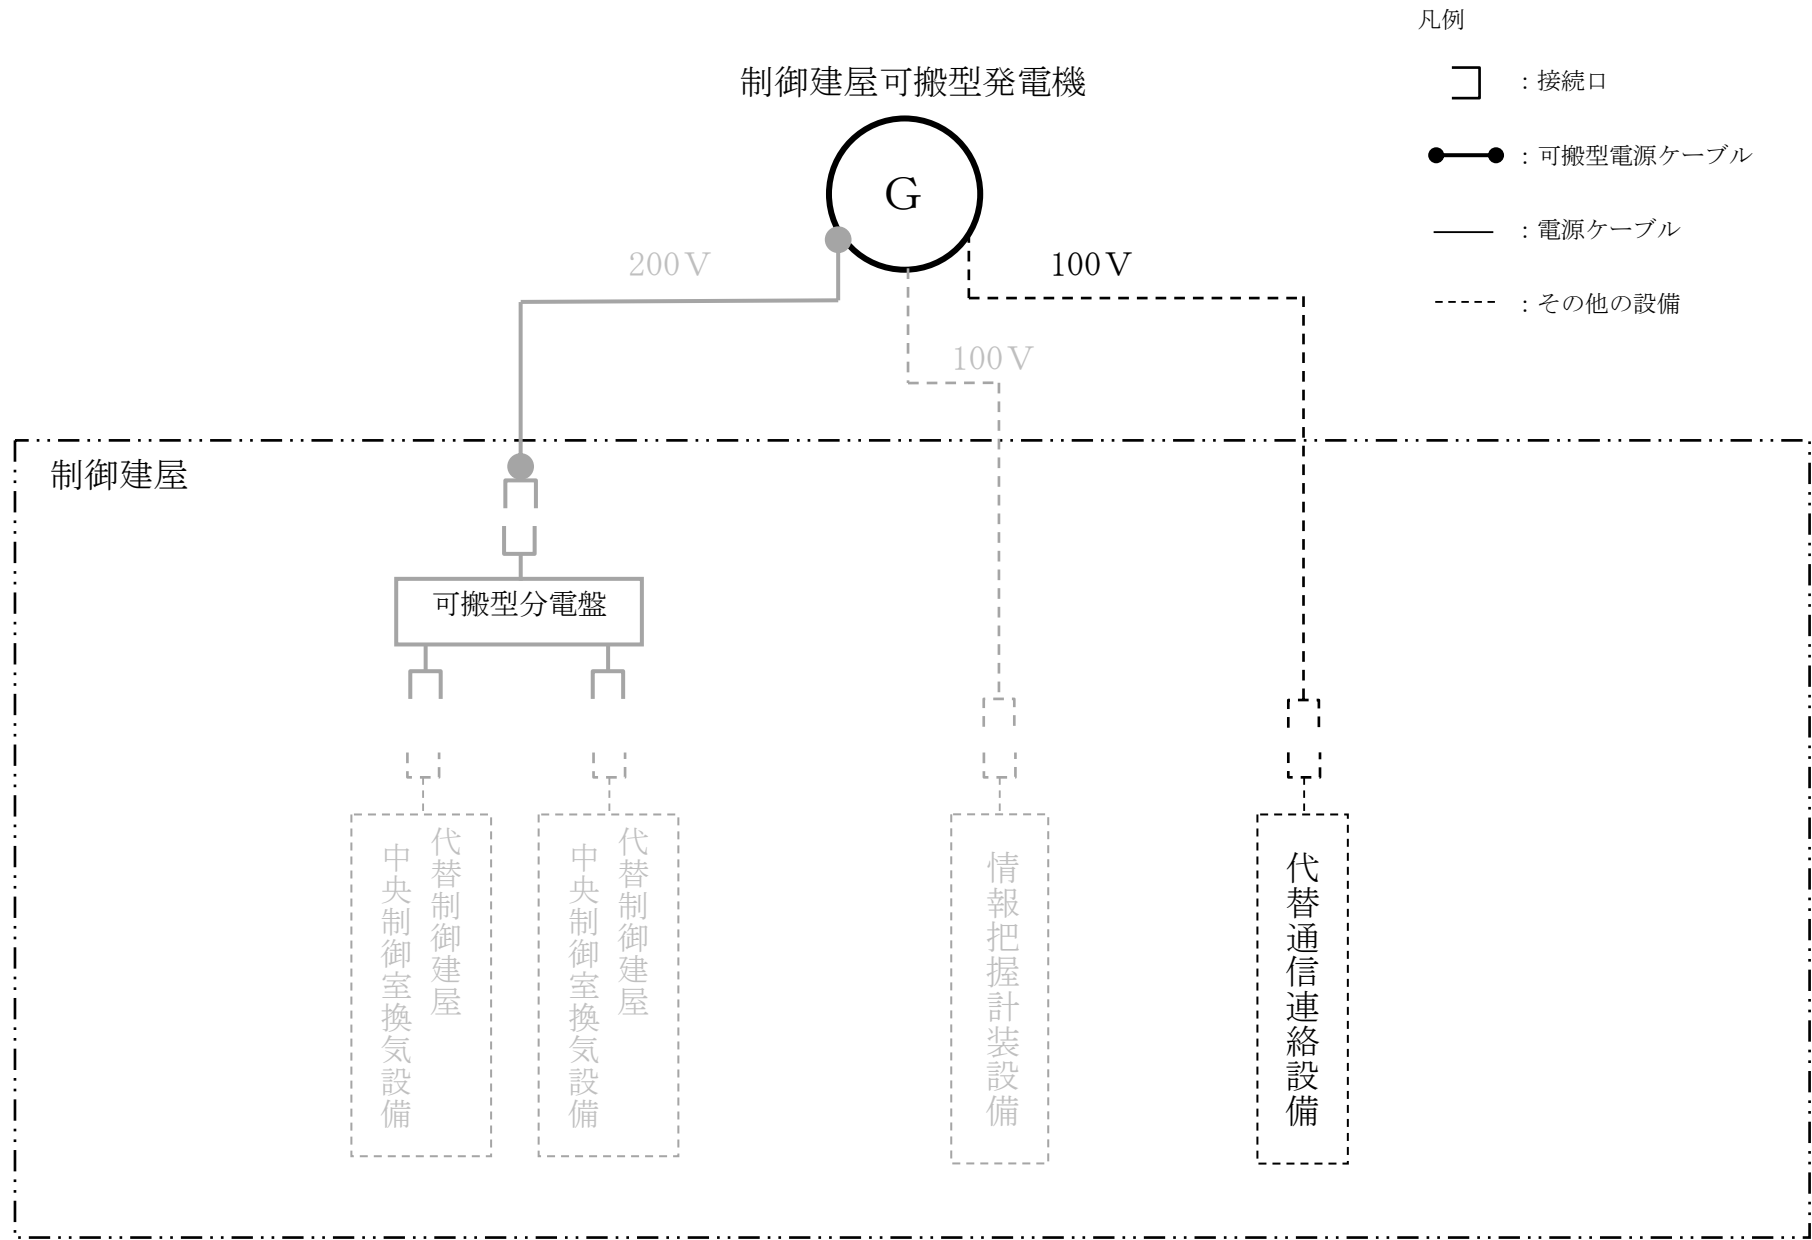 凡例
：接続口
：可搬型電源ケーブル
：電源ケーブル
：その他の設備
制御建屋可搬型発電機
G
200V
100V
100V
制御建屋
可搬型分電盤
代替制御建屋
中央制御室換気設備
代替制御建屋
中央制御室換気設備
情報把握計装設備
代替通信連絡設備